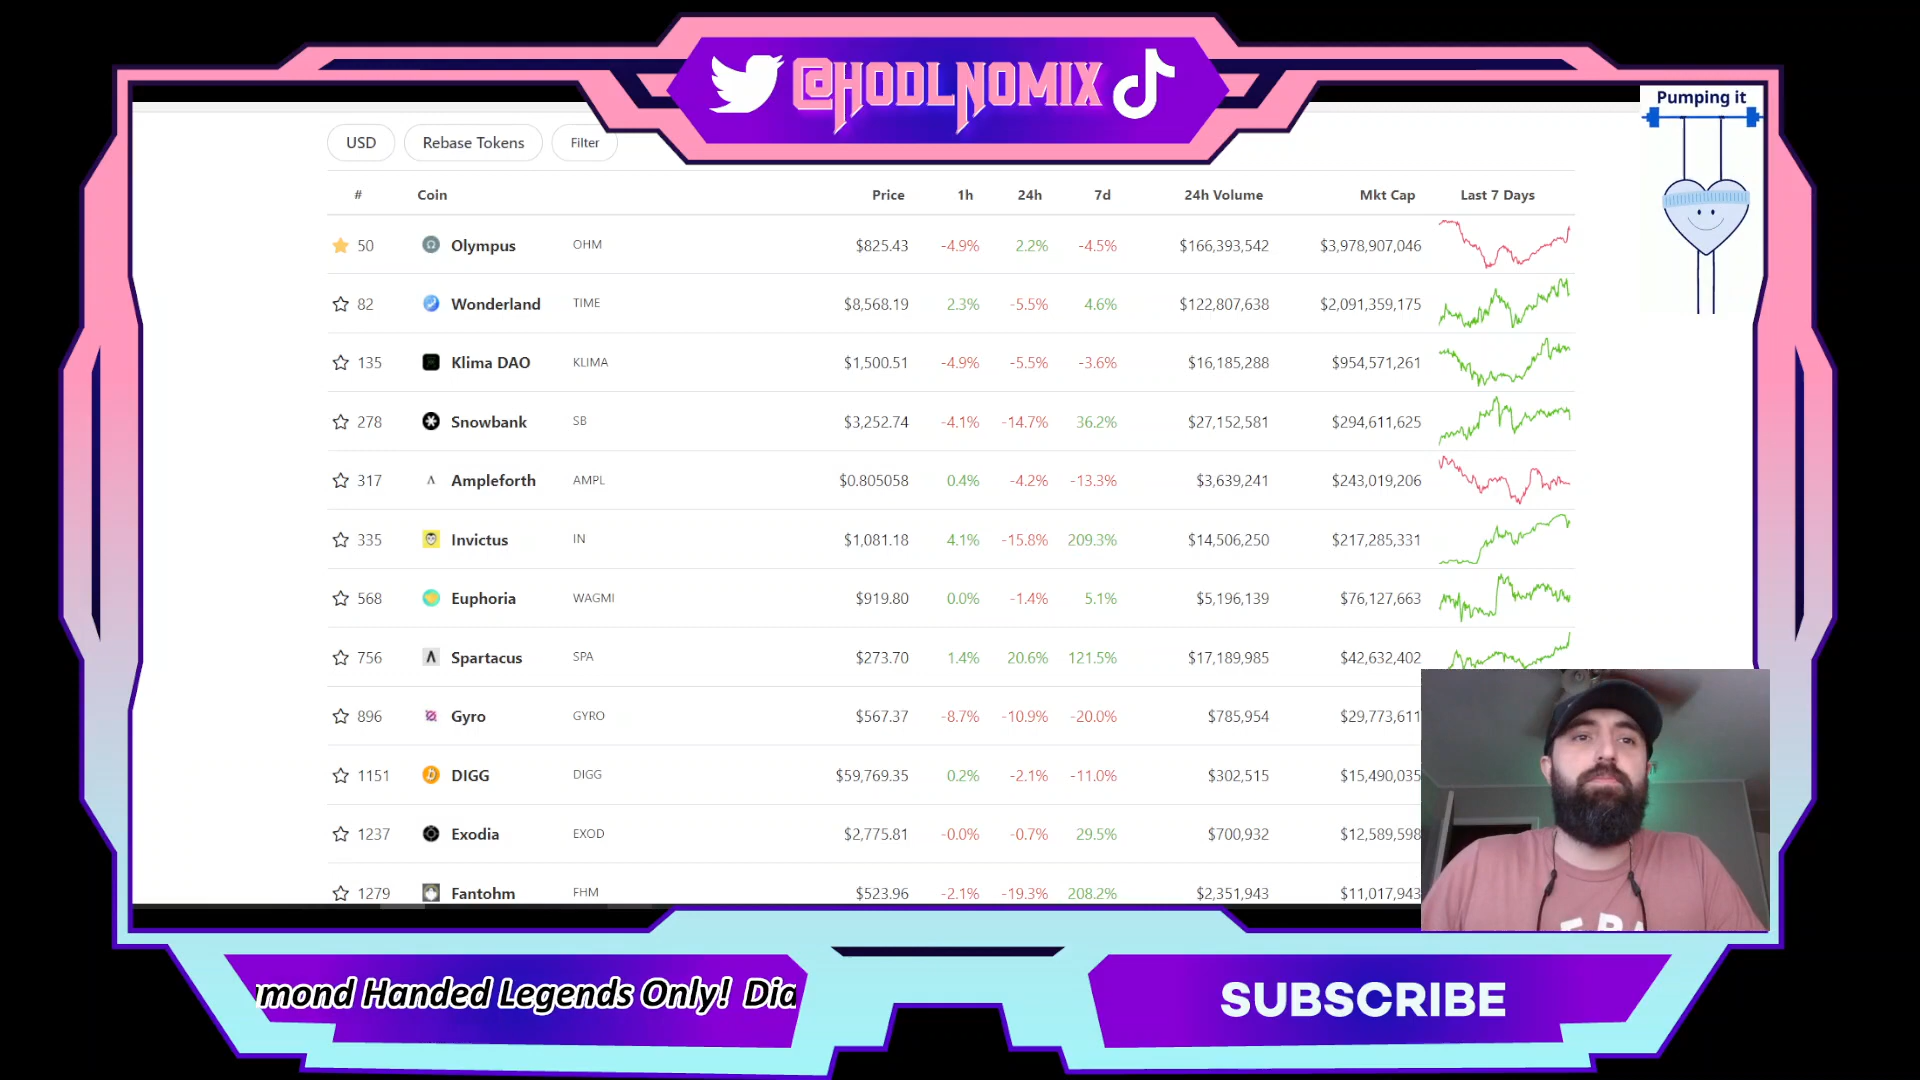 @HODLNOMIX
Pumping it
USD Rebase Tokens Filter
# Coin Price 1h 24h 7d 24h Volume Mkt Cap Last 7 Days
50 Olympus OHM $825.43 -4.9% 2.2% -4.5% $166,393,542 $3,978,907,046
82 Wonderland TIME $8,568.19 2.3% -5.5% 4.6% $122,807,638 $2,091,359,175
135 Klima DAO KLIMA $1,500.51 -4.9% -5.5% -3.6% $16,185,288 $954,571,261
278 Snowbank SB $3,252.74 -4.1% -14.7% 36.2% $27,152,581 $294,611,625
317 Ampleforth AMPL $0.805058 0.4% -4.2% -13.3% $3,639,241 $243,019,206
335 Invictus IN $1,081.18 4.1% -15.8% 209.3% $14,506,250 $217,285,331
568 Euphoria WAGMI $919.80 0.0% -1.4% 5.1% $5,196,139 $76,127,663
756 Spartacus SPA $273.70 1.4% 20.6% 121.5% $17,189,985 $42,632,402
896 Gyro GYRO $567.37 -8.7% -10.9% -20.0% $785,954 $29,773,611
1151 DIGG DIGG $59,769.35 0.2% -2.1% -11.0% $302,515 $15,490,035
1237 Exodia EXOD $2,775.81 -0.0% -0.7% 29.5% $700,932 $12,589,598
1279 Fantohm FHM $523.96 -2.1% -19.3% 208.2% $2,351,943 $11,017,943
mond Handed Legends Only! Dia
SUBSCRIBE